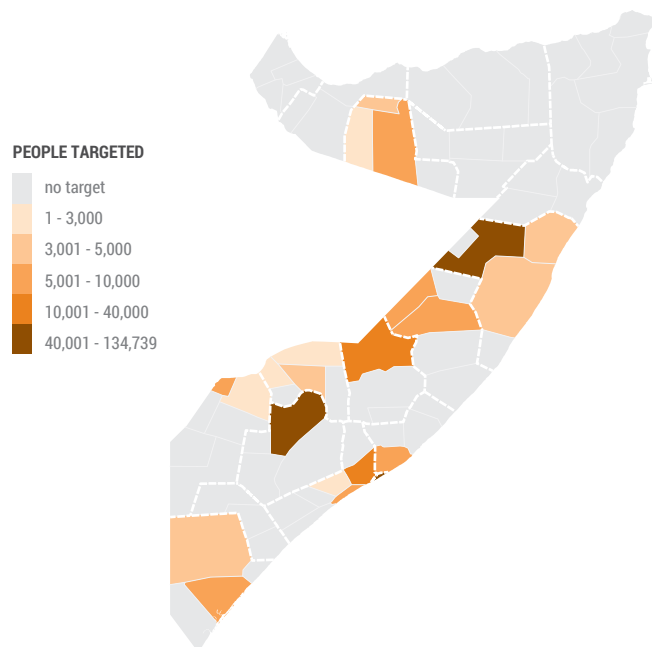 PEOPLE TARGETED
no target
1 - 3,000
3,001 - 5,000
5,001 - 10,000
10,001 - 40,000
40,001 - 134,739